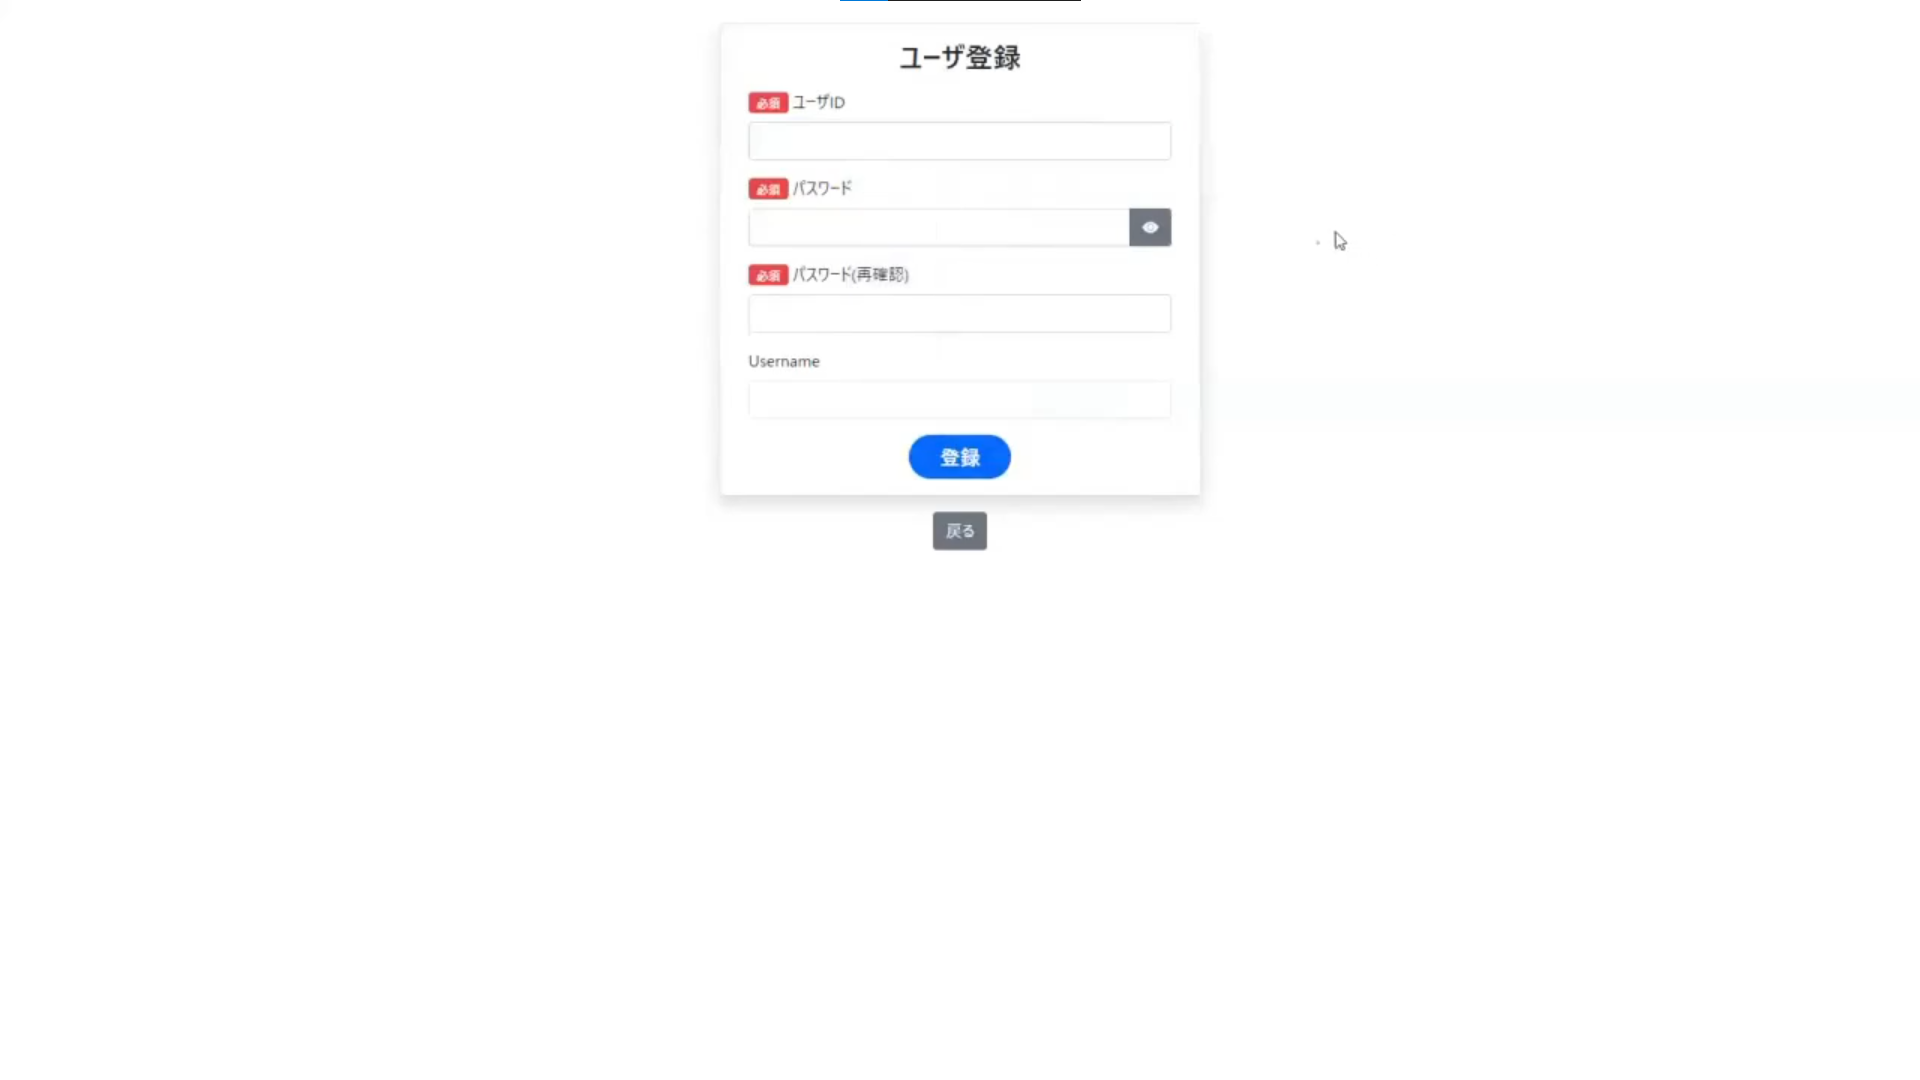 ユーザ登録
必須 ユーザID
必須 パスワード
必須 パスワード(再確認)
Username
登録
戻る